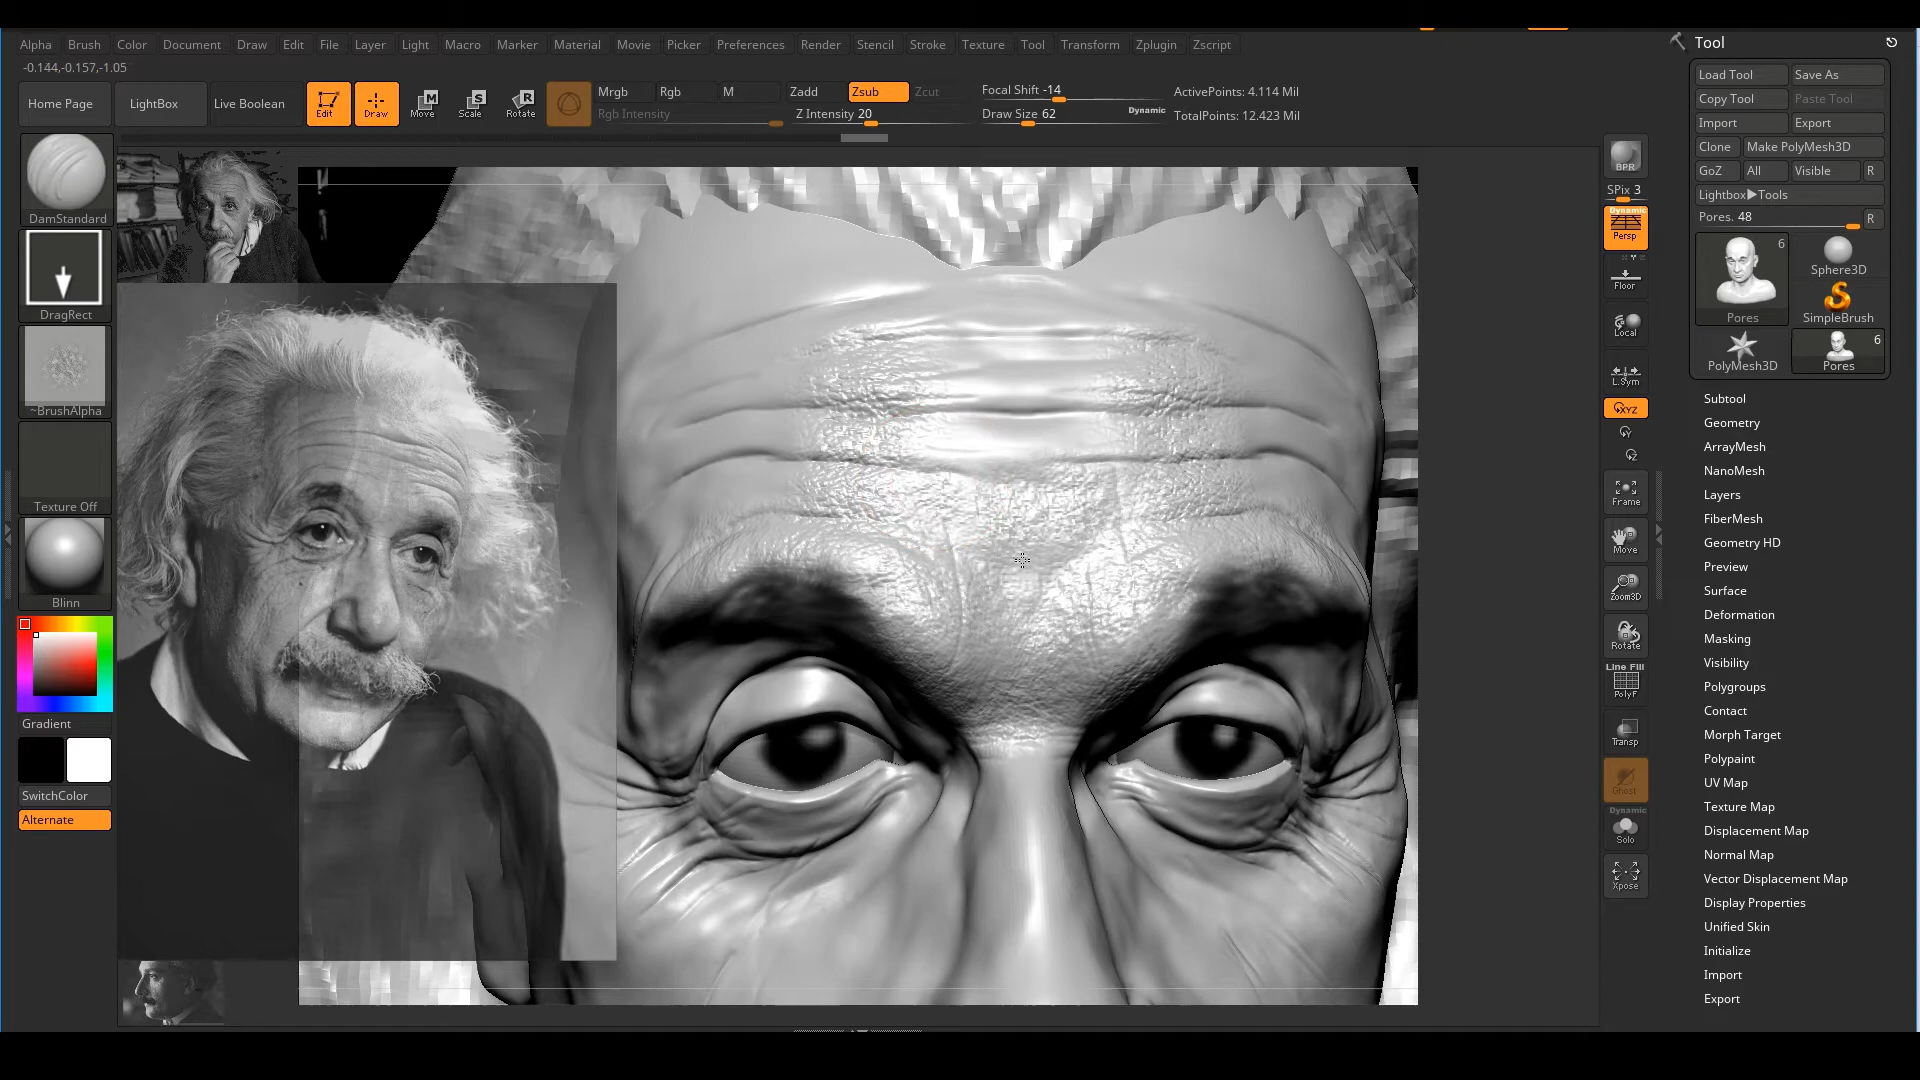 Alpha Brush Color Document Draw Edit File Layer Light Macro Marker Material Movie Picker Preferences Render Stencil Stroke Texture Tool Transform Zplugin Zscript
-0.144,-0.157,-1.05
Home Page LightBox Live Boolean Edit Draw Move Scale Rotate
M S R
Mrgb Rgb M Zadd Zsub Zcut
Rgb Intensity Z Intensity 20
Focal Shift -14
Draw Size 62 Dynamic
ActivePoints: 4.114 Mil
TotalPoints: 12.423 Mil
DamStandard
DragRect
~BrushAlpha
Texture Off
Blinn
Gradient
SwitchColor
Alternate
BPR
SPix 3
Dynamic
Persp
Floor
Local
L.Sym
XYZ
Y
Z
Frame
Move
Zoom3D
Rotate
Line Fill
PolyF
Transp
Ghost
Dynamic
Solo
Xpose
Tool
Load Tool Save As
Copy Tool Paste Tool
Import Export
Clone Make PolyMesh3D
GoZ All Visible R
Lightbox▶Tools
Pores. 48 R
6
Pores
Sphere3D
SimpleBrush
PolyMesh3D
6
Pores
Subtool
Geometry
ArrayMesh
NanoMesh
Layers
FiberMesh
Geometry HD
Preview
Surface
Deformation
Masking
Visibility
Polygroups
Contact
Morph Target
Polypaint
UV Map
Texture Map
Displacement Map
Normal Map
Vector Displacement Map
Display Properties
Unified Skin
Initialize
Import
Export